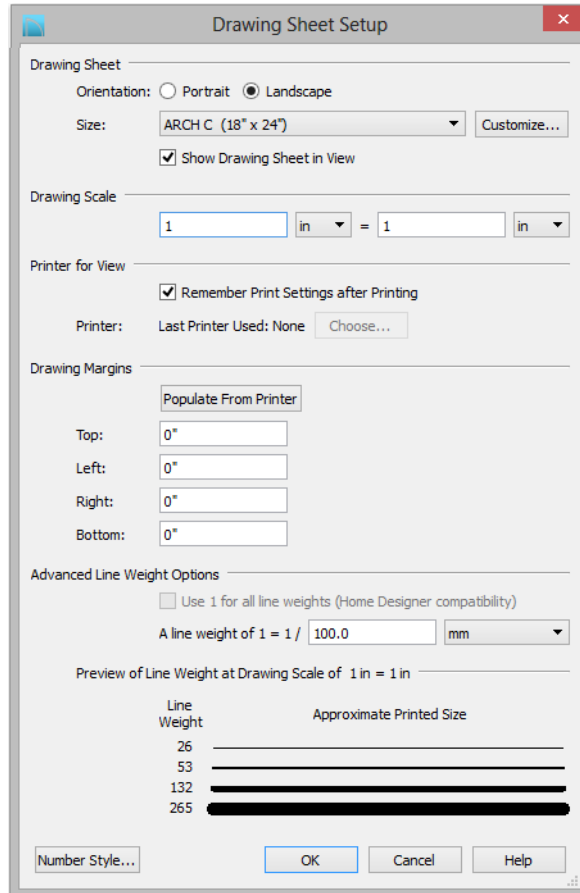 Drawing Sheet Setup
Drawing Sheet
Orientation: Portrait Landscape
Size: ARCH C (18" x 24") Customize...
Show Drawing Sheet in View
Drawing Scale
1 in = 1 in
Printer for View
Remember Print Settings after Printing
Printer: Last Printer Used: None Choose...
Drawing Margins
Populate From Printer
Top: 0"
Left: 0"
Right: 0"
Bottom: 0"
Advanced Line Weight Options
Use 1 for all line weights (Home Designer compatibility)
A line weight of 1 = 1 / 100.0 mm
Preview of Line Weight at Drawing Scale of 1 in = 1 in
Line Weight Approximate Printed Size
26
53
132
265
Number Style... OK Cancel Help